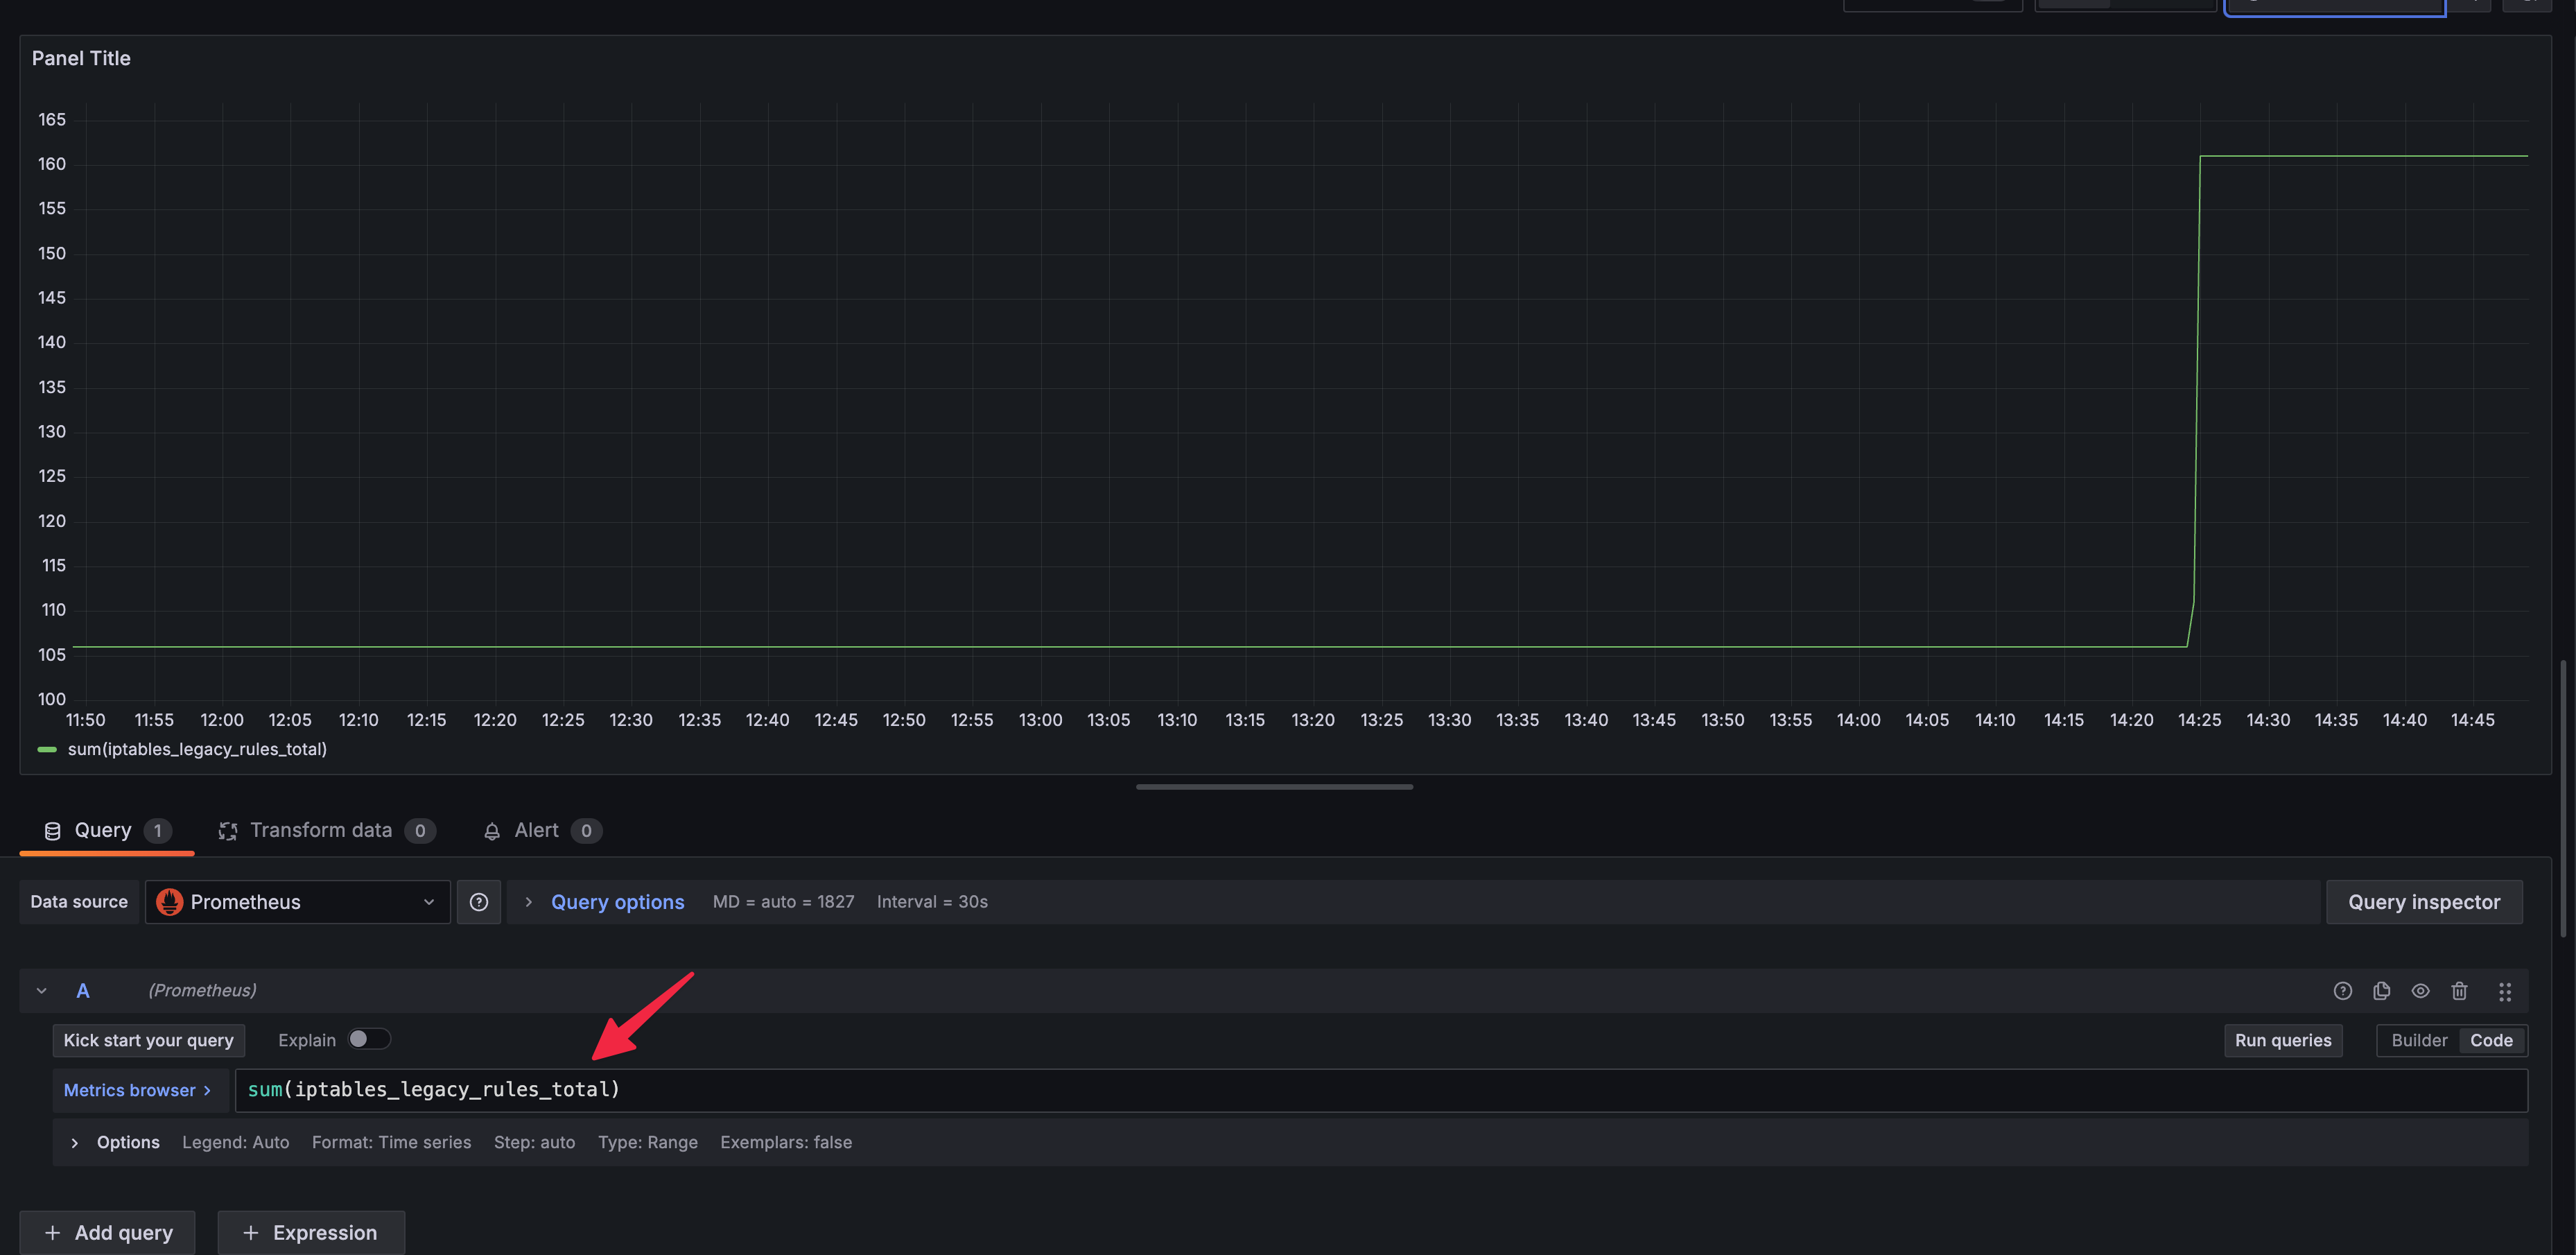 Panel Title
165
160
155
150
145
140
135
130
125
120
115
110
105
100
11:50 11:55 12:00 12:05 12:10 12:15 12:20 12:25 12:30 12:35 12:40 12:45 12:50 12:55 13:00 13:05 13:10 13:15 13:20 13:25 13:30 13:35 13:40 13:45 13:50 13:55 14:00 14:05 14:10 14:15 14:20 14:25 14:30 14:35 14:40 14:45
sum(iptables_legacy_rules_total)
Query 1 Transform data 0 Alert 0
Data source Prometheus Query options MD = auto = 1827 Interval = 30s Query inspector
A (Prometheus)
Kick start your query Explain Run queries Builder Code
Metrics browser > sum(iptables_legacy_rules_total)
> Options Legend: Auto Format: Time series Step: auto Type: Range Exemplars: false
+ Add query + Expression